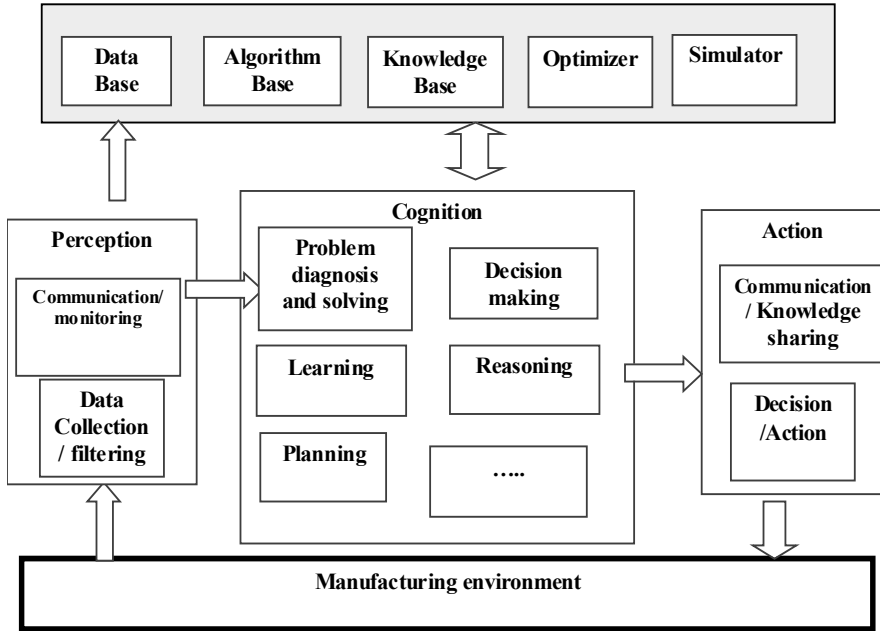 Data
Base
Algorithm
Base
Knowledge
Base
Optimizer
Simulator
Perception
Communication/
monitoring
Data
Collection
/ filtering
Cognition
Problem
diagnosis
and solving
Decision
making
Learning
Reasoning
Planning
…..
Action
Communication
/ Knowledge
sharing
Decision
/Action
Manufacturing environment